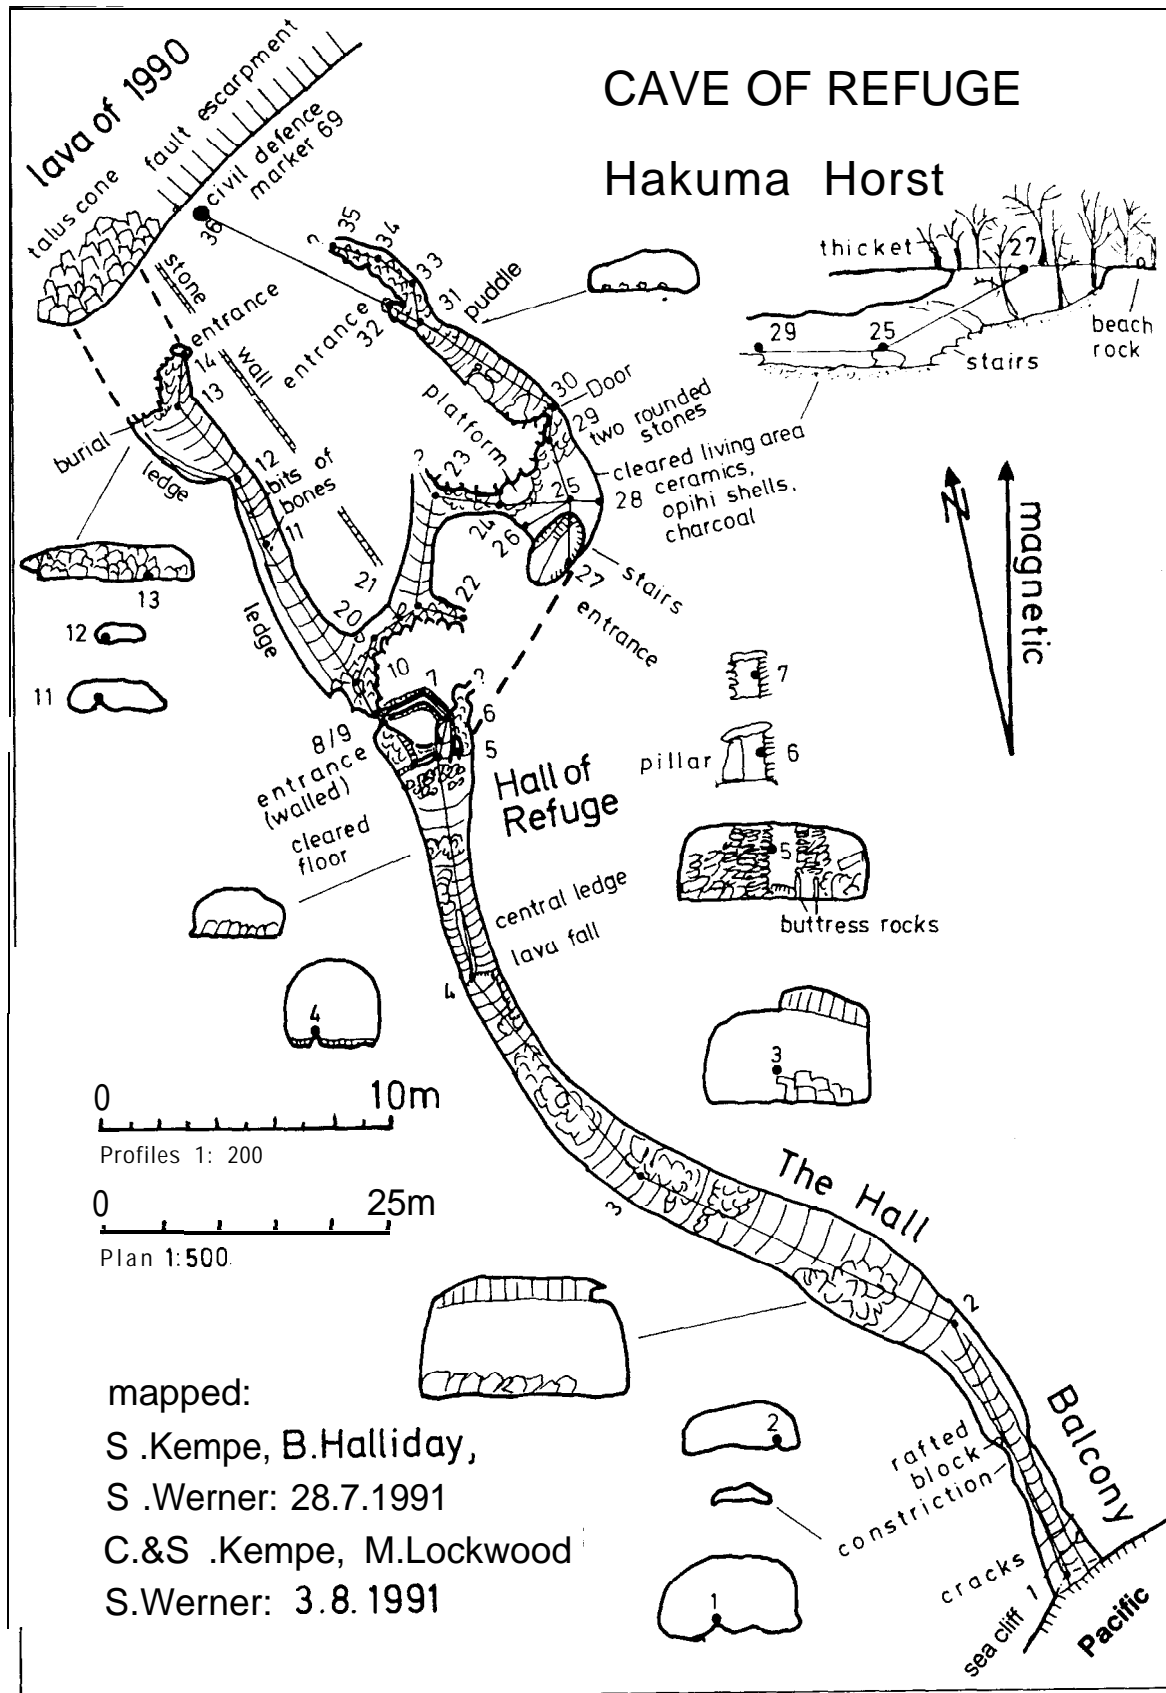 CAVE OF REFUGE
Hakuma Horst
lava of 1990
fault escarpment
talus cone
civil defence
marker 69
36
stone
wall
entrance
14
13
burial
ledge
12
bits of
bones
11
ledge
?
35
34
33
31
puddle
entrance
32
platform
30
Door
29
two rounded
stones
cleared living area
ceramics,
opihi shells,
charcoal
28
25
?
23
24
26
27
stairs
entrance
21
22
20
10
7
?
6
5
8/9
entrance
(walled)
cleared
floor
Hall of
Refuge
central ledge
lava fall
4
3
The Hall
2
Balcony
rafted
block
constriction
cracks
1
sea cliff
Pacific
thicket
27
29
25
stairs
beach
rock
N
magnetic
13
12
11
7
pillar
6
5
buttress rocks
4
3
2
1
0 10m
Profiles 1: 200
0 25m
Plan 1:500
mapped:
S .Kempe, B.Halliday,
S .Werner: 28.7.1991
C.&S .Kempe, M.Lockwood
S.Werner: 3.8.1991